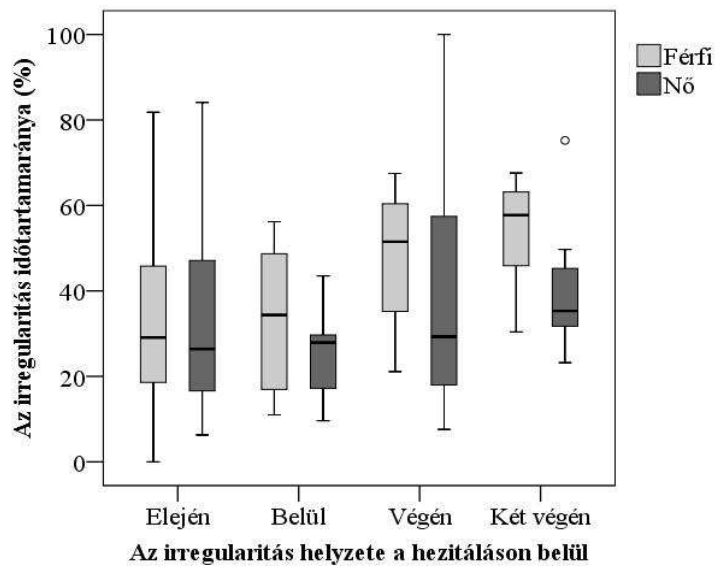 Az irregularitás időtartamaránya (%)
100
80
60
40
20
0
Férfi
Nő
Elején
Belül
Végén
Két végén
Az irregularitás helyzete a hezitáláson belül